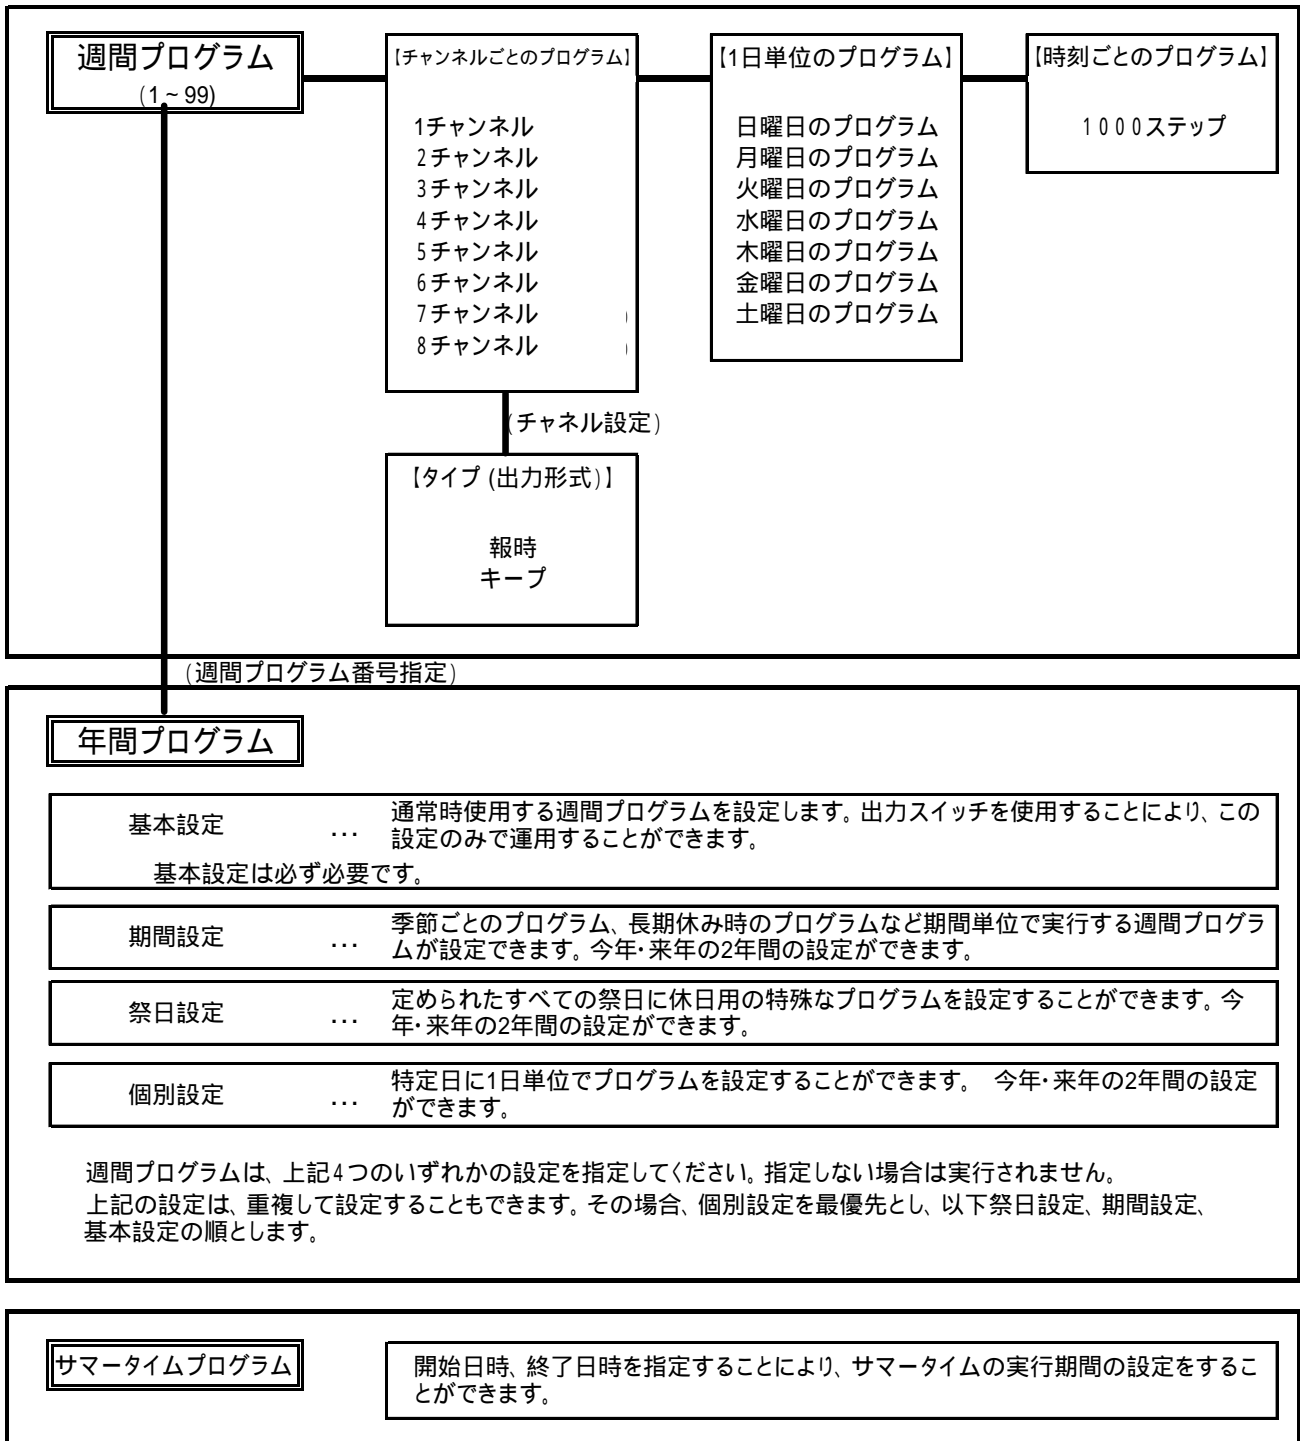 週間プログラム
(1~99)
【チャンネルごとのプログラム】
1チャンネル
2チャンネル
3チャンネル
4チャンネル
5チャンネル
6チャンネル
7チャンネル )
8チャンネル )
【1日単位のプログラム】
日曜日のプログラム
月曜日のプログラム
火曜日のプログラム
水曜日のプログラム
木曜日のプログラム
金曜日のプログラム
土曜日のプログラム
【時刻ごとのプログラム】
1000ステップ
(チャネル設定)
【タイプ(出力形式)】
報時
キープ
(週間プログラム番号指定)
年間プログラム
基本設定 … 通常時使用する週間プログラムを設定します。出力スイッチを使用することにより、この
設定のみで運用することができます。
基本設定は必ず必要です。
期間設定 … 季節ごとのプログラム、長期休み時のプログラムなど期間単位で実行する週間プログラ
ムが設定できます。今年・来年の2年間の設定ができます。
祭日設定 … 定められたすべての祭日に休日用の特殊なプログラムを設定することができます。今
年・来年の2年間の設定ができます。
個別設定 … 特定日に1日単位でプログラムを設定することができます。 今年・来年の2年間の設定
ができます。
週間プログラムは、上記4つのいずれかの設定を指定してください。指定しない場合は実行されません。
上記の設定は、重複して設定することもできます。その場合、個別設定を最優先とし、以下祭日設定、期間設定、
基本設定の順とします。
サマータイムプログラム
開始日時、終了日時を指定することにより、サマータイムの実行期間の設定をするこ
とができます。